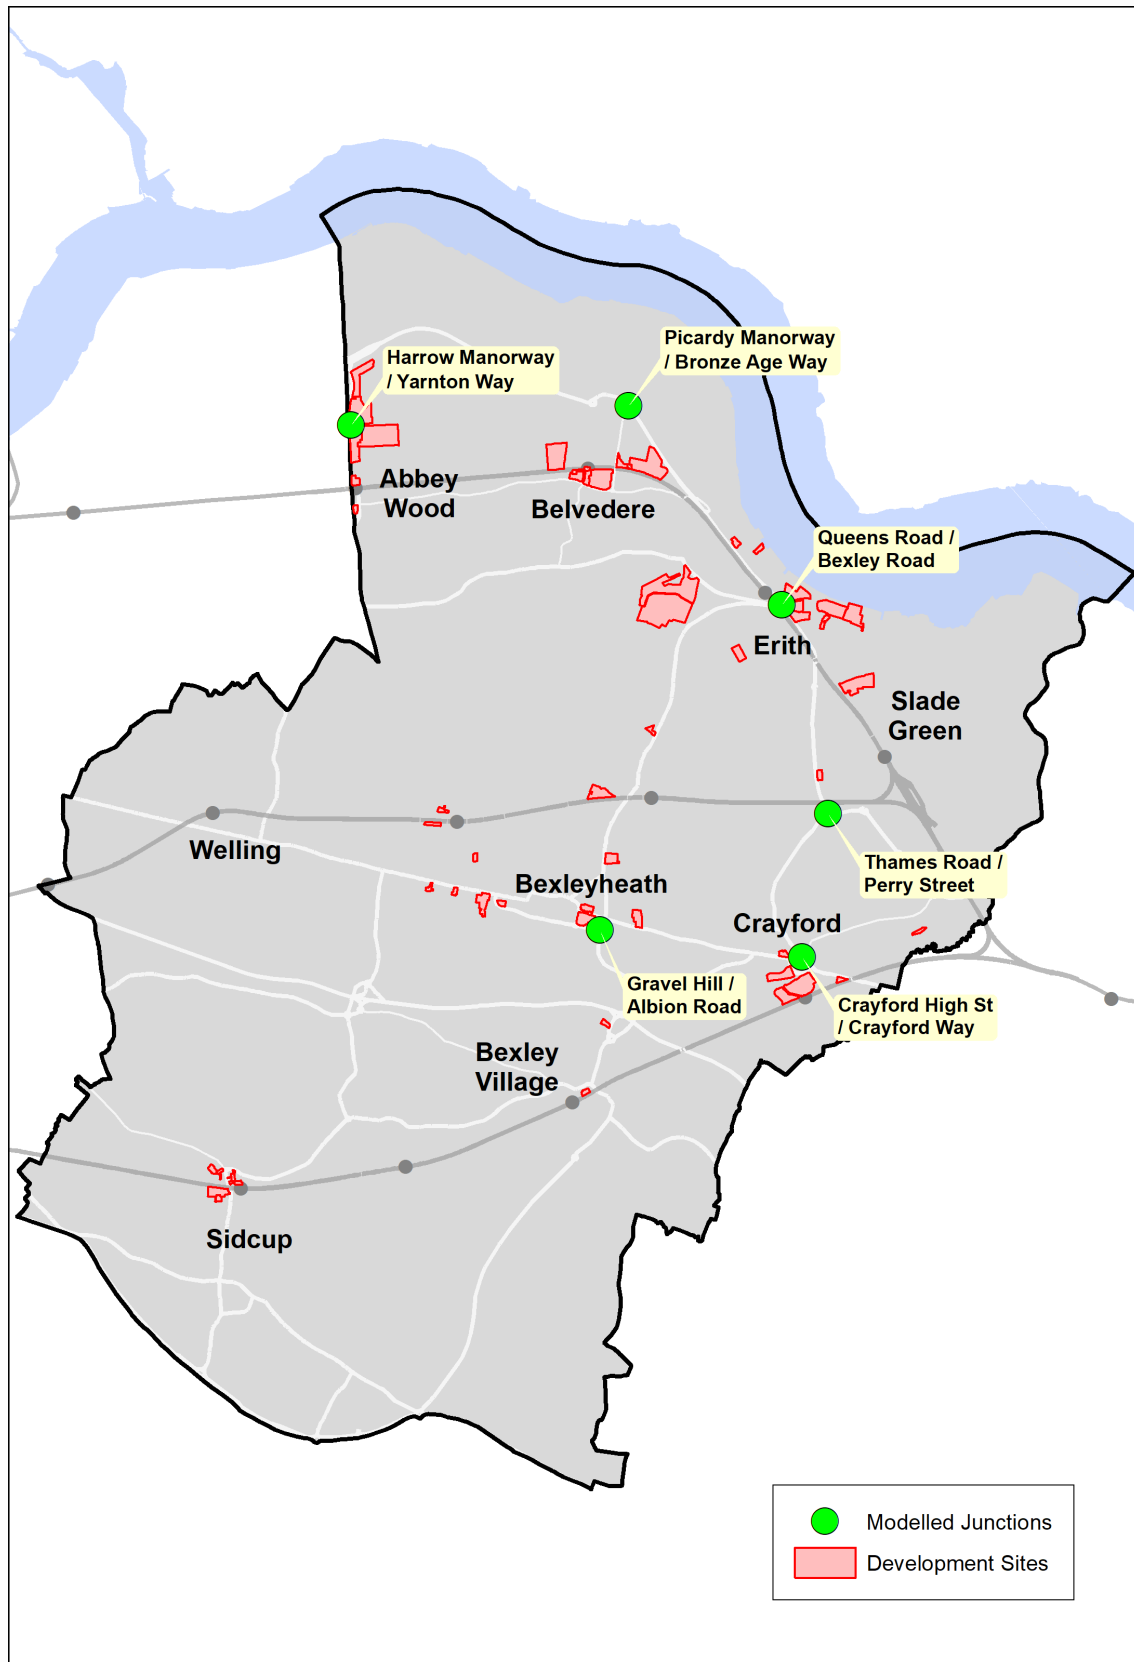 Picardy Manorway
/ Bronze Age Way
Harrow Manorway
/ Yarnton Way
Abbey
Wood
Belvedere
Queens Road /
Bexley Road
Erith
Slade
Green
Welling
Thames Road /
Perry Street
Bexleyheath
Crayford
Gravel Hill /
Albion Road
Crayford High St
/ Crayford Way
Bexley
Village
Sidcup
Modelled Junctions
Development Sites